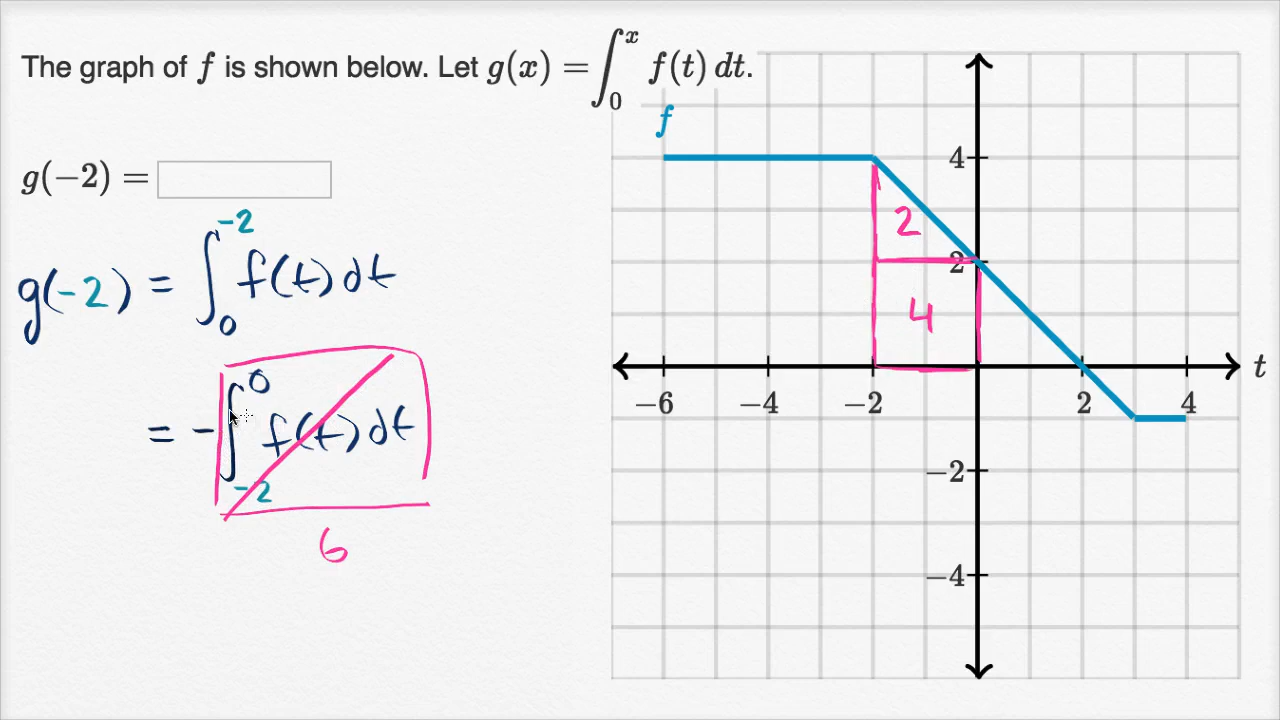 The graph of f is shown below. Let g(x) = ∫₀ˣ f(t) dt.
f
g(−2) =
g(-2) = ∫₀⁻² f(t) dt
= - ∫₋₂⁰ f(t) dt
6
2
4
4
2
−2
−4
−6 −4 −2 2 4 t